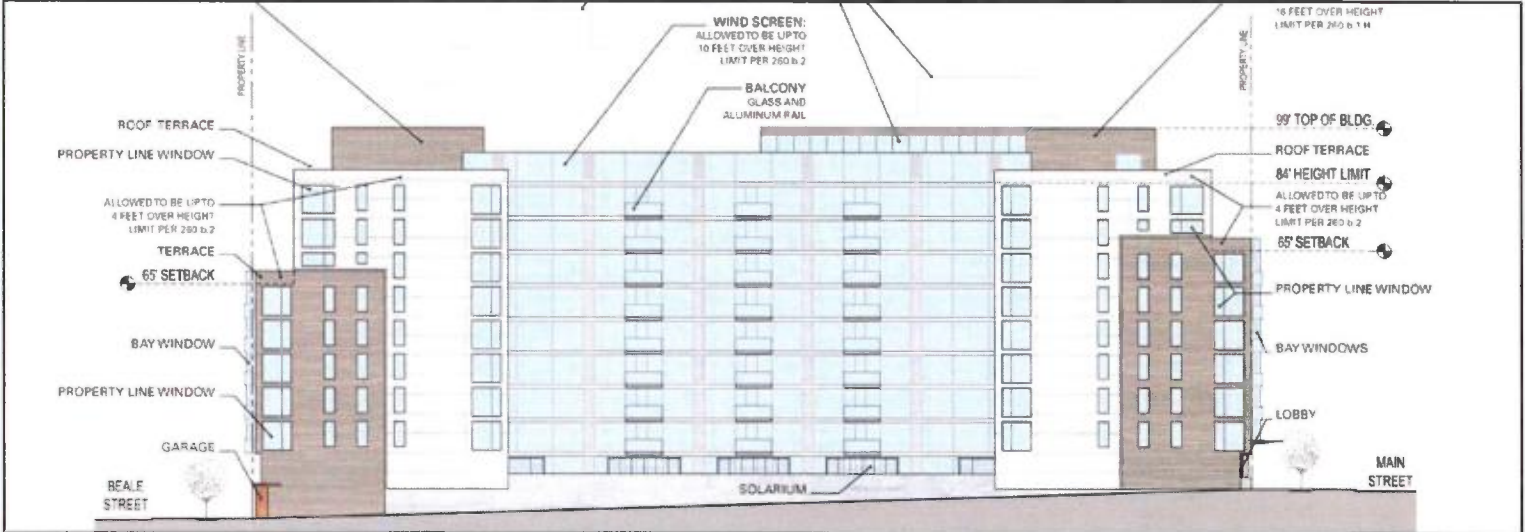 PROPERTY LINE
WIND SCREEN:
ALLOWED TO BE UP TO
10 FEET OVER HEIGHT
LIMIT PER 260 b.2
BALCONY
GLASS AND
ALUMINUM RAIL
16 FEET OVER HEIGHT
LIMIT PER 260 b.1 H
PROPERTY LINE
ROOF TERRACE
PROPERTY LINE WINDOW
ALLOWED TO BE UP TO
4 FEET OVER HEIGHT
LIMIT PER 260 b.2
TERRACE
65' SETBACK
BAY WINDOW
PROPERTY LINE WINDOW
GARAGE
BEALE
STREET
SOLARIUM
99' TOP OF BLDG.
ROOF TERRACE
84' HEIGHT LIMIT
ALLOWED TO BE UP TO
4 FEET OVER HEIGHT
LIMIT PER 260 b.2
65' SETBACK
PROPERTY LINE WINDOW
BAY WINDOWS
LOBBY
MAIN
STREET